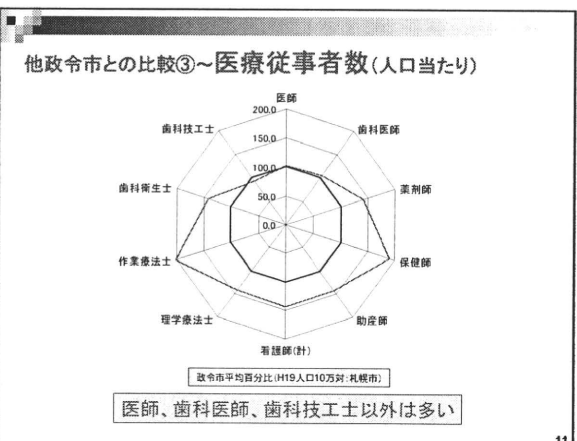 他政令市との比較③～医療従事者数(人口当たり)
医師
200.0
歯科技工士
歯科医師
150.0
100.0
歯科衛生士
薬剤師
50.0
0.0
作業療法士
保健師
理学療法士
助産師
看護師(計)
政令市平均百分比(H19人口10万対:札幌市)
医師、歯科医師、歯科技工士以外は多い
11